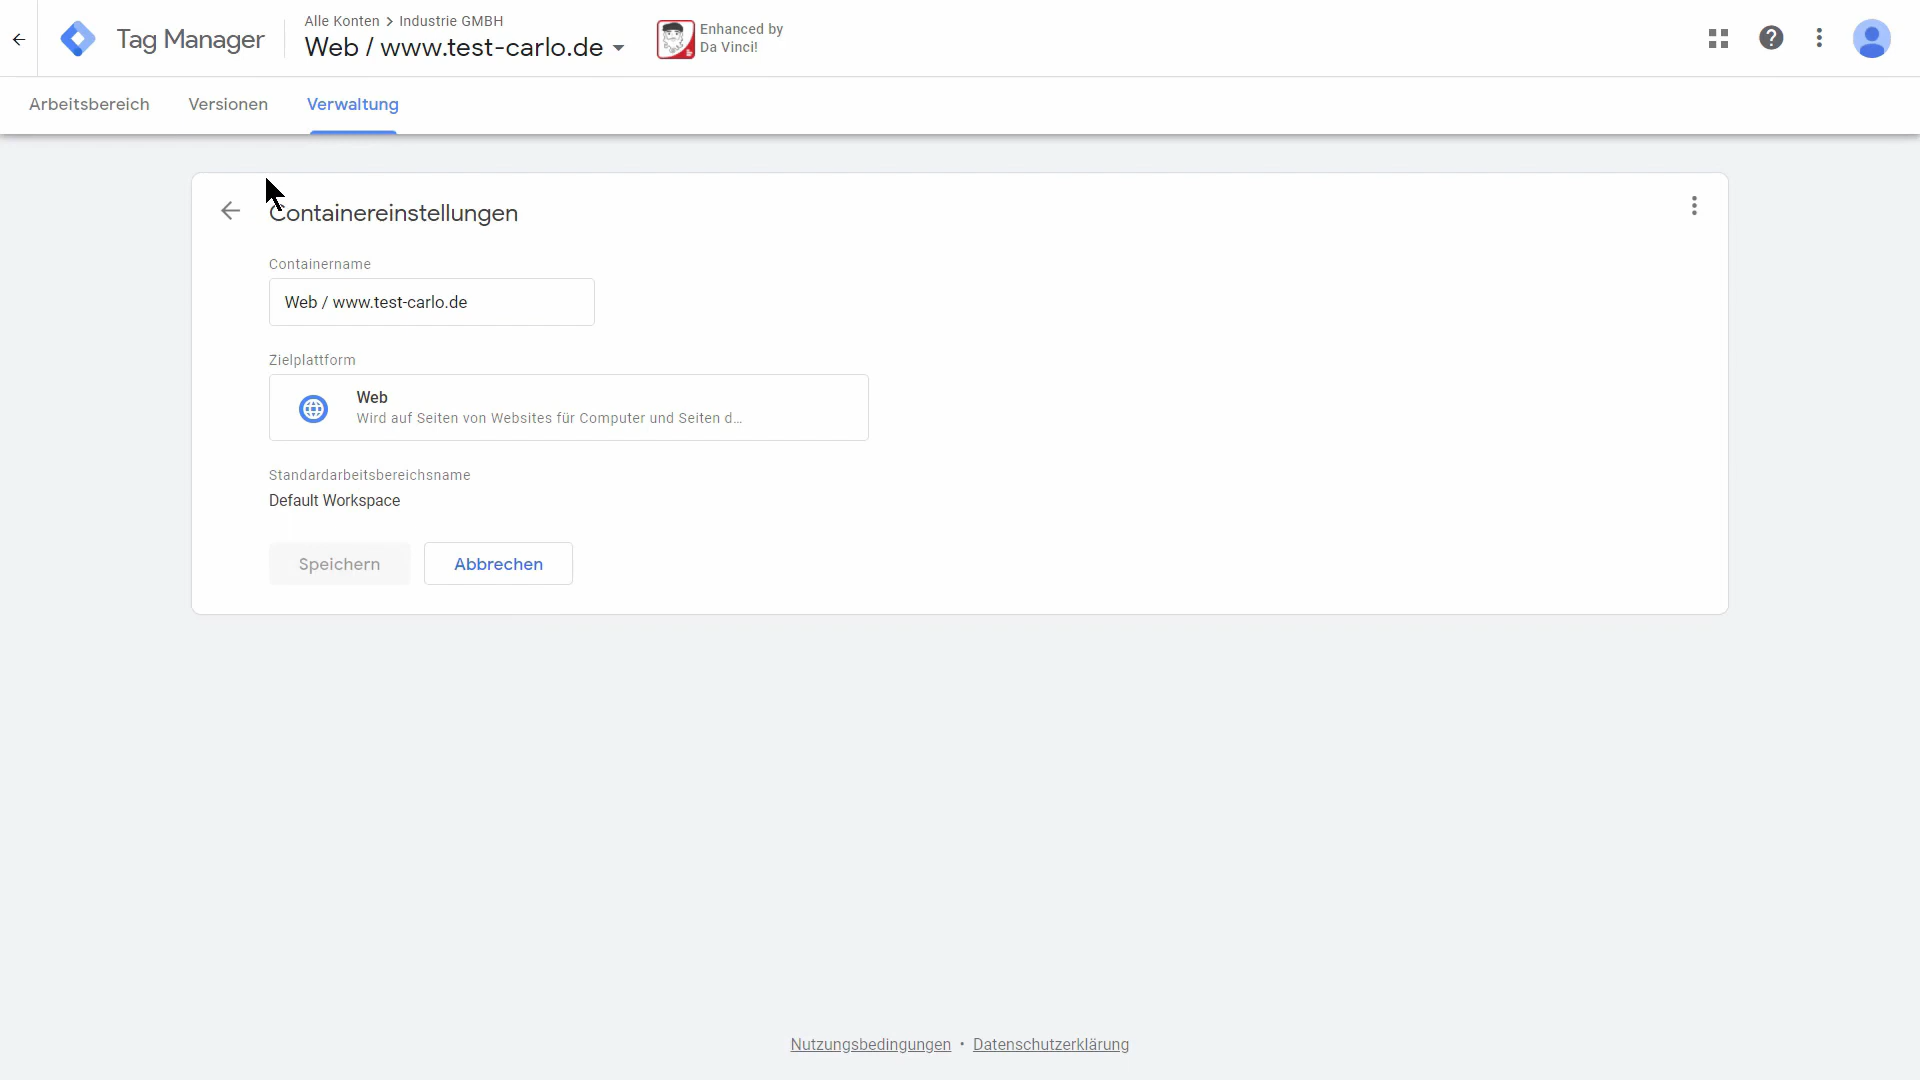 Tag Manager
Alle Konten > Industrie GMBH
Web / www.test-carlo.de
Enhanced by
Da Vinci!
Arbeitsbereich Versionen Verwaltung
Containereinstellungen
Containername
Web / www.test-carlo.de
Zielplattform
Web
Wird auf Seiten von Websites für Computer und Seiten d...
Standardarbeitsbereichsname
Default Workspace
Speichern Abbrechen
Nutzungsbedingungen • Datenschutzerklärung